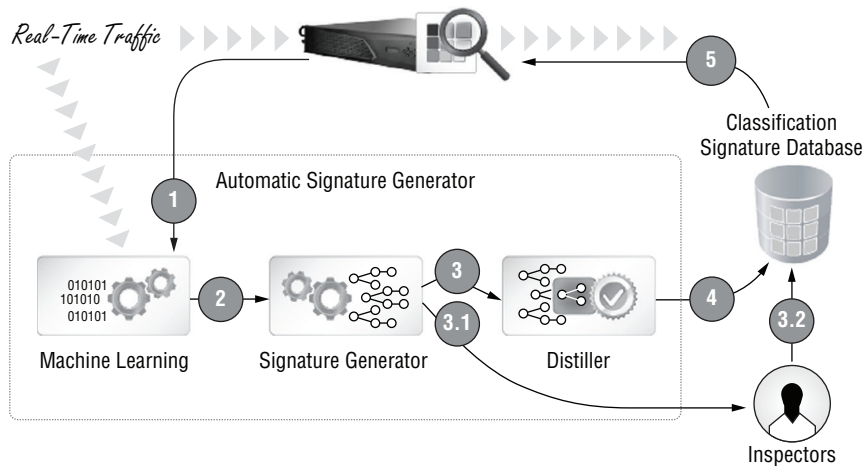 Real-Time Traffic
5
Classification
Signature Database
Automatic Signature Generator
1
010101
101010
010101
2
3
3.1
4
3.2
Machine Learning
Signature Generator
Distiller
Inspectors